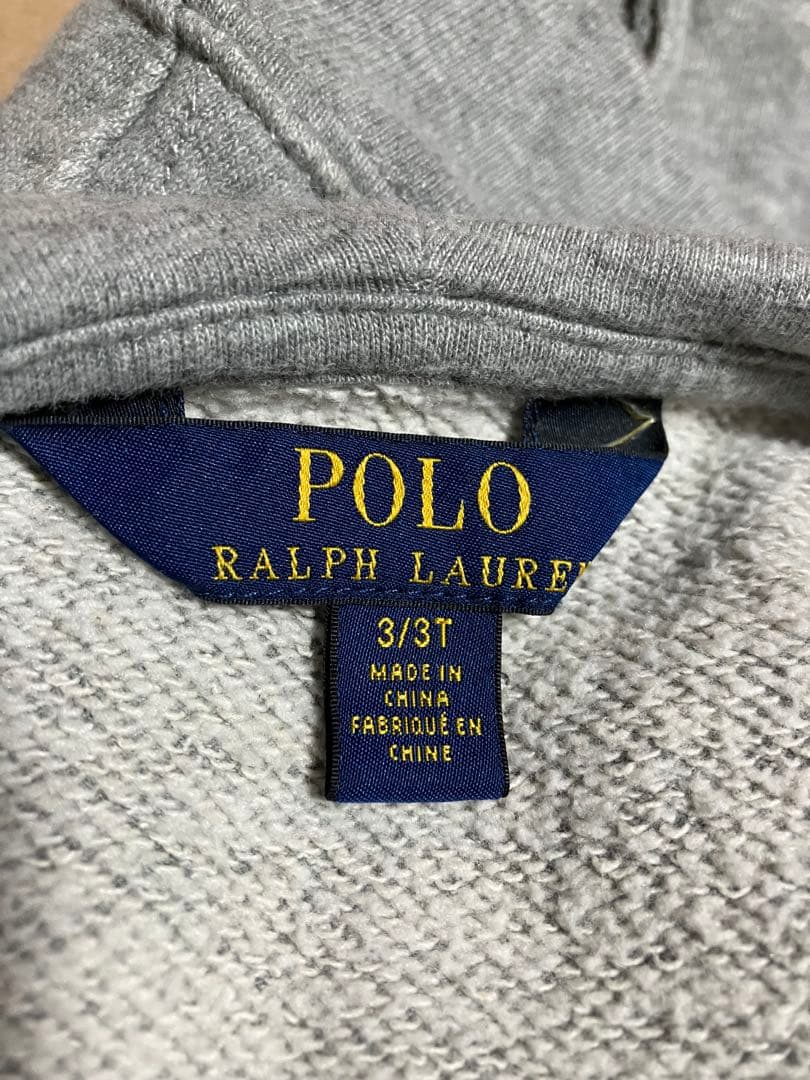 POLO
RALPH LAUREN
3/3T
MADE IN
CHINA
FABRIQUÉ EN
CHINE